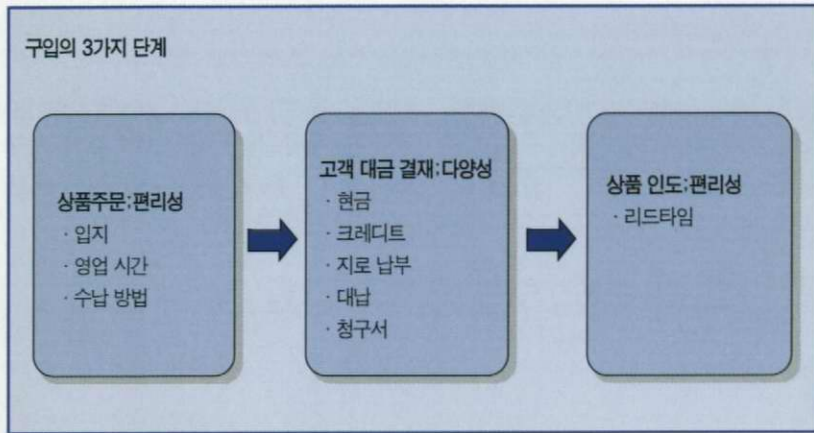 구입의 3가지 단계
상품주문;편리성
· 입지
· 영업 시간
· 수납 방법
고객 대금 결재;다양성
· 현금
· 크레디트
· 지로 납부
· 대납
· 청구서
상품 인도;편리성
· 리드타임